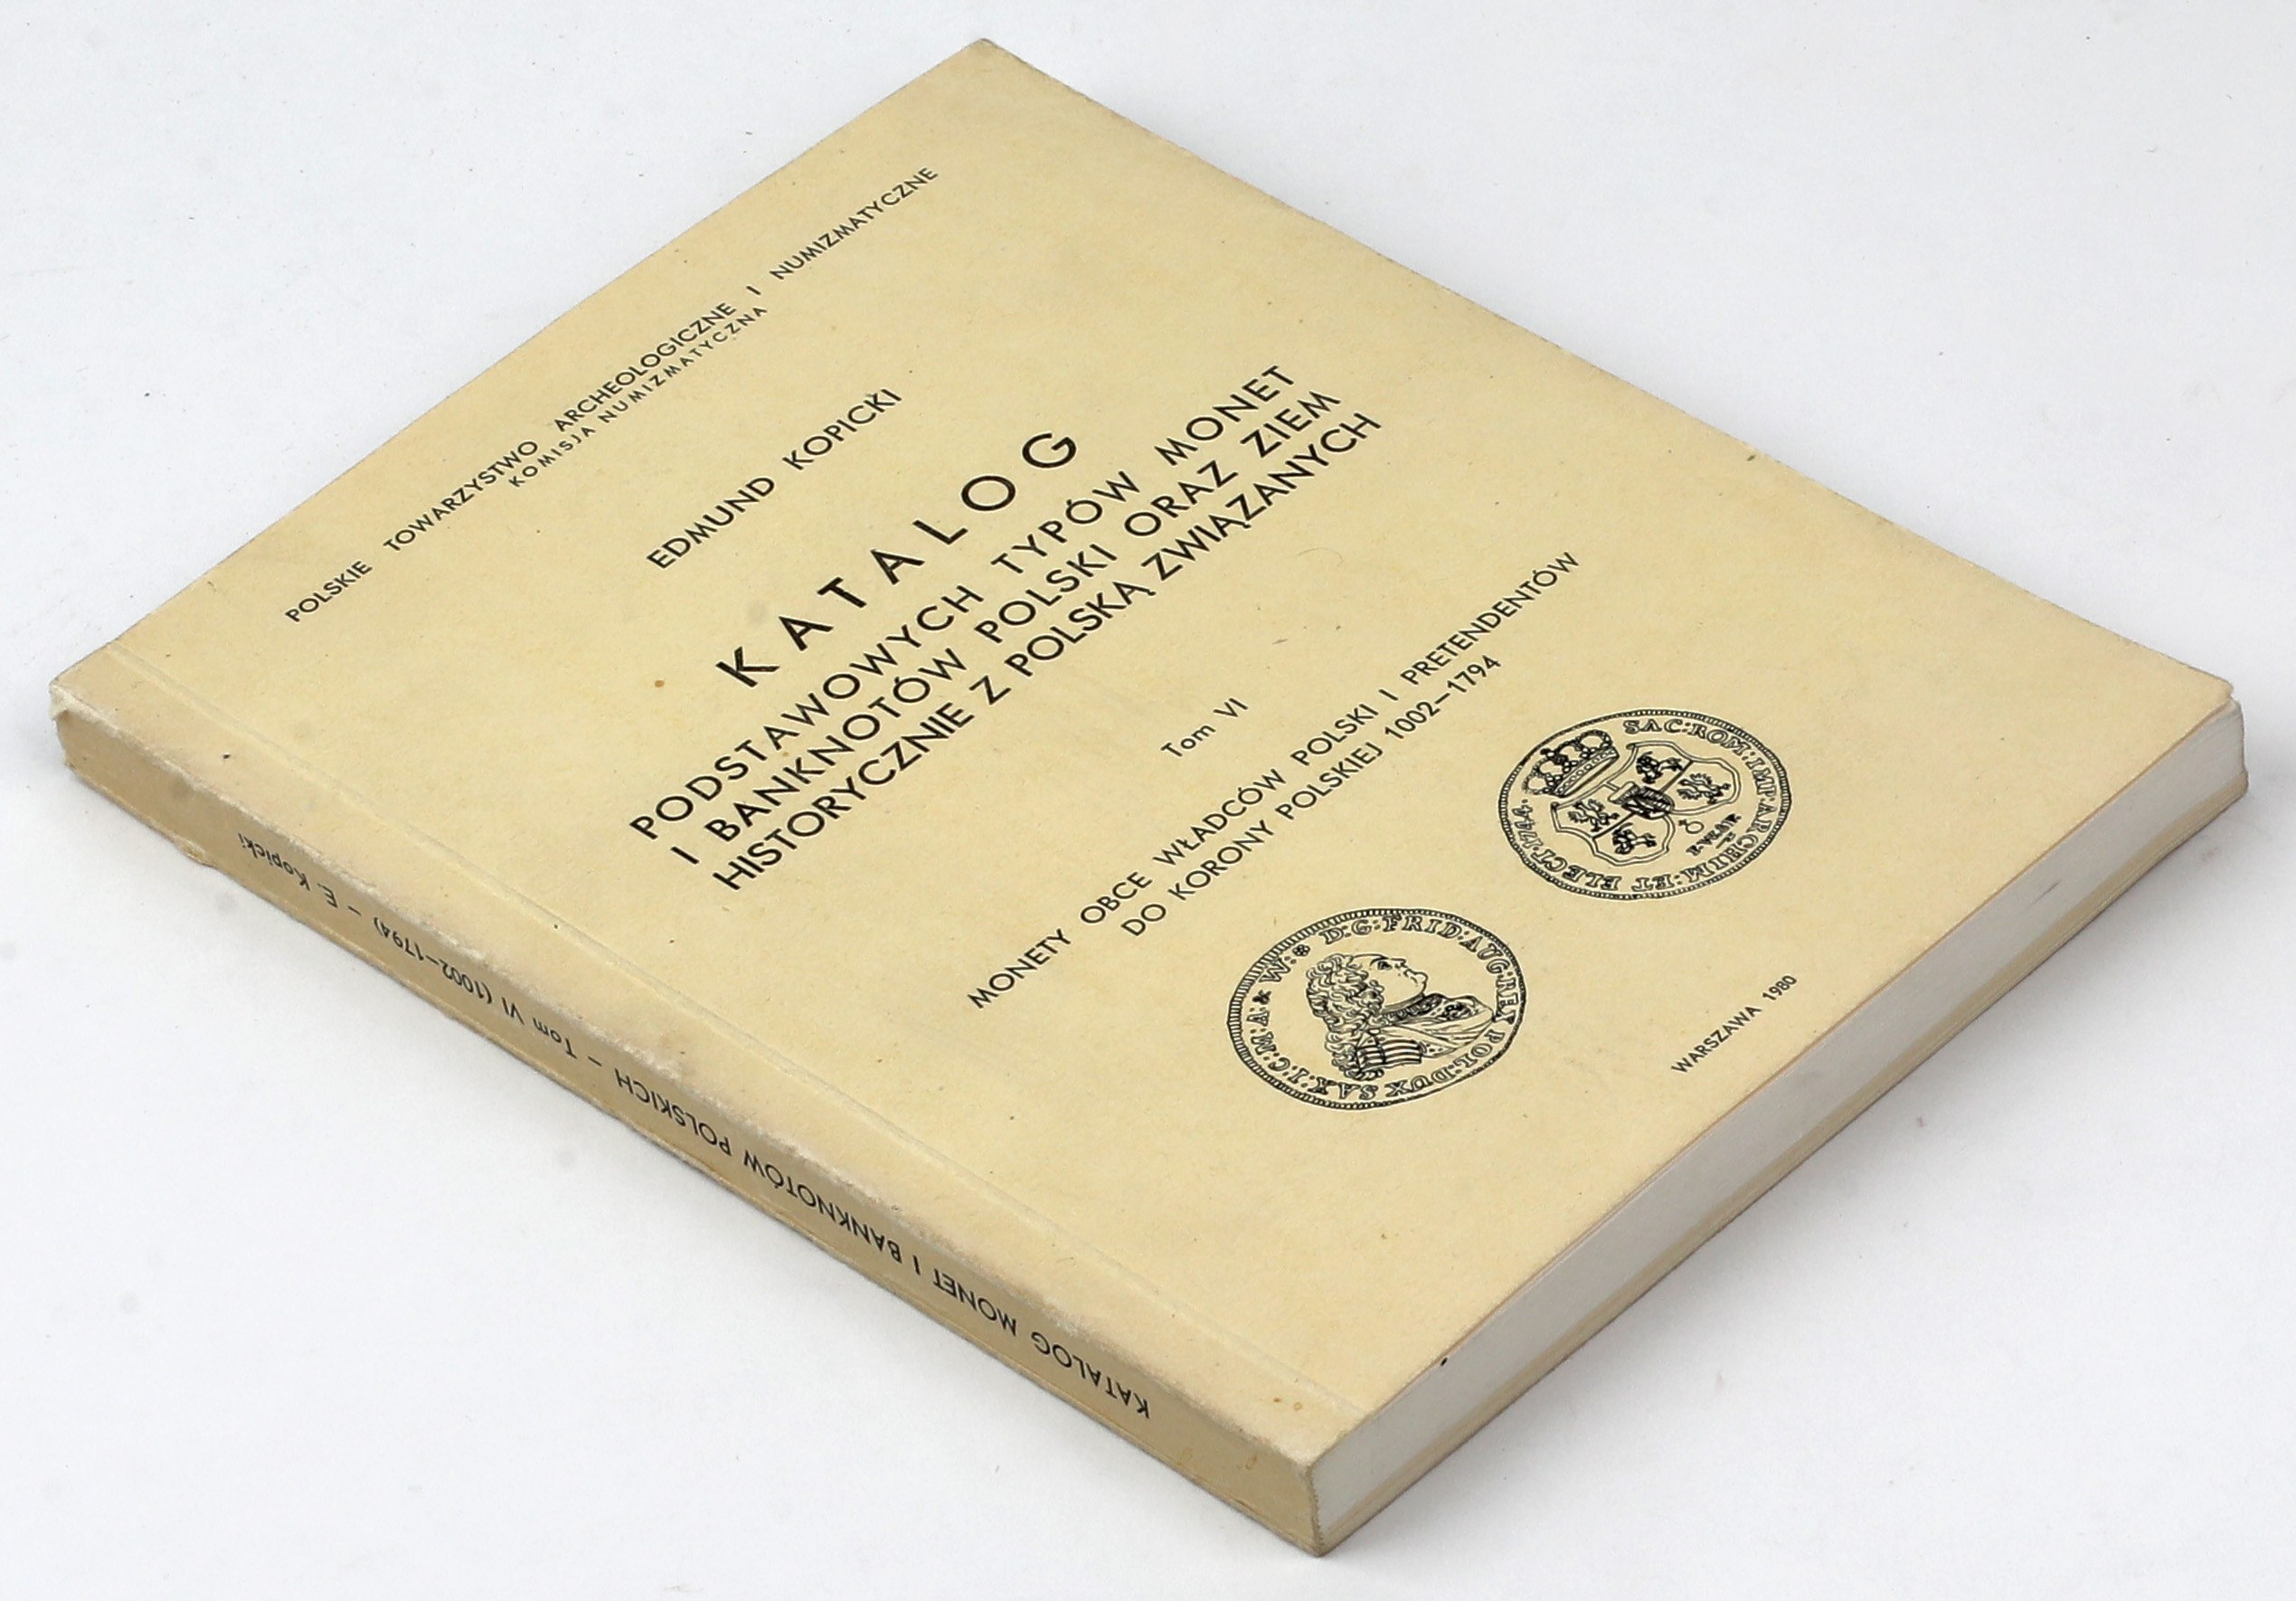 POLSKIE TOWARZYSTWO ARCHEOLOGICZNE I NUMIZMATYCZNE
KOMISJA NUMIZMATYCZNA
EDMUND KOPICKI
KATALOG
PODSTAWOWYCH TYPÓW MONET
I BANKNOTÓW POLSKI ORAZ ZIEM
HISTORYCZNIE Z POLSKĄ ZWIĄZANYCH
Tom VI
MONETY OBCE WŁADCÓW POLSKI I PRETENDENTÓW
DO KORONY POLSKIEJ 1002—1794
D:G:FRID:AUG:REX POL:DUX SAX:I:C:M:A:& W:
SAC:ROM:IMP:ARCHIM:ET ELECT:1744.
WARSZAWA 1980
KATALOG MONET I BANKNOTÓW POLSKICH — Tom VI (1002—1794) — E. Kopicki